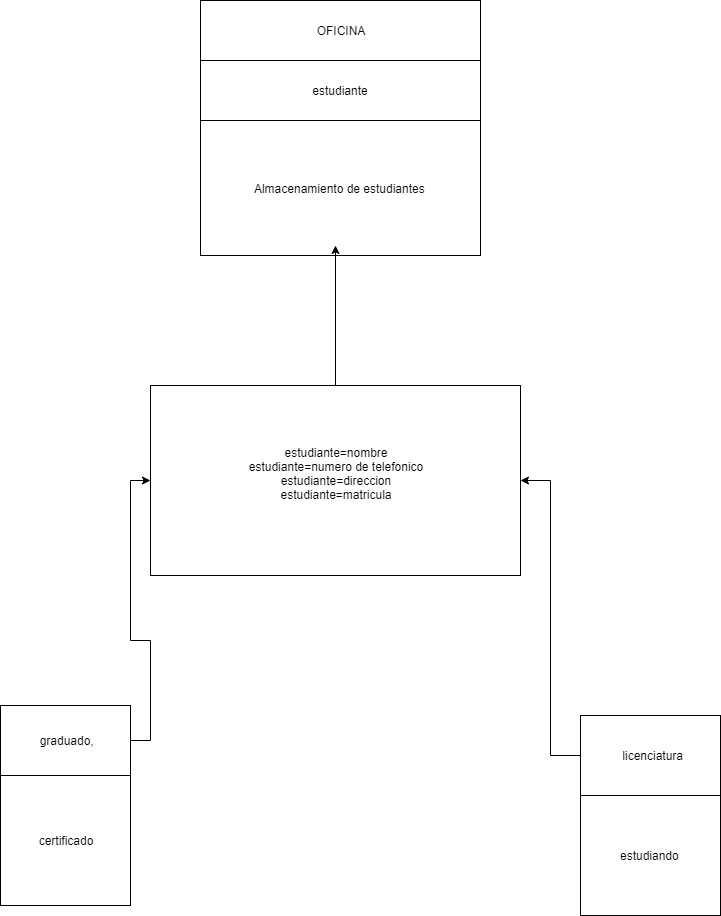 OFICINA
estudiante
Almacenamiento de estudiantes
estudiante=nombre
estudiante=numero de telefonico
estudiante=direccion
estudiante=matricula
graduado,
certificado
licenciatura
estudiando